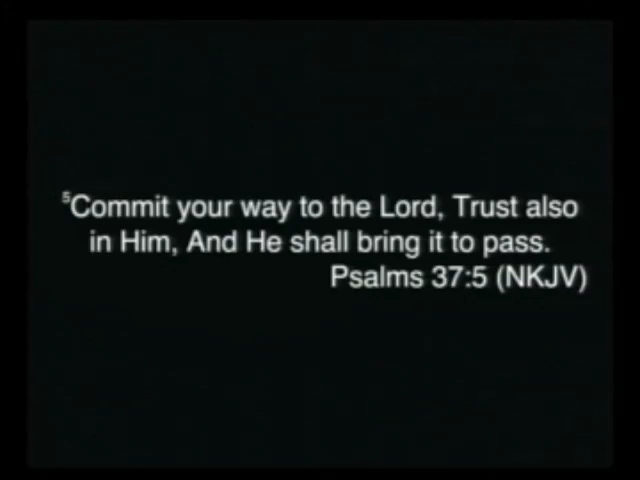 ⁵Commit your way to the Lord, Trust also
in Him, And He shall bring it to pass.
Psalms 37:5 (NKJV)